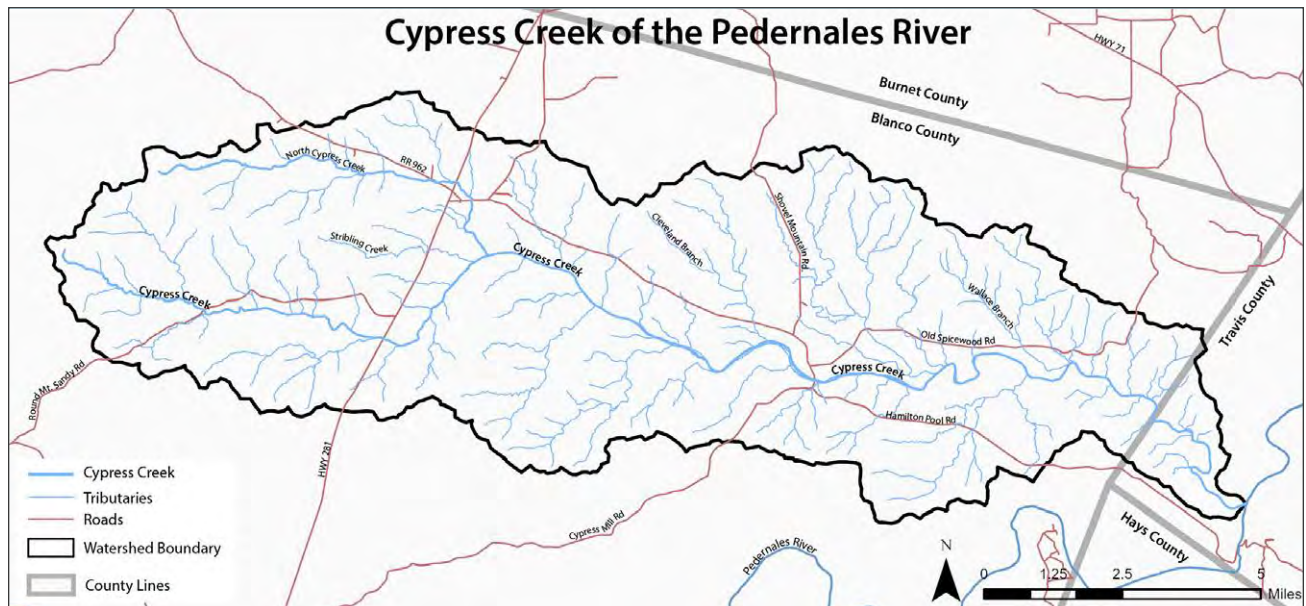 Cypress Creek of the Pedernales River
HWY 71
Burnet County
Blanco County
North Cypress Creek
RR 962
Shovel Mountain Rd
Cleveland Branch
Stribling Creek
Cypress Creek
Cypress Creek
Wallace Branch
Travis County
Old Spicewood Rd
Round Mt. Sandy Rd
Cypress Creek
Hamilton Pool Rd
HWY 281
Cypress Mill Rd
Pedernales River
Hays County
Cypress Creek
Tributaries
Roads
Watershed Boundary
County Lines
N
0 1.25 2.5 5
Miles